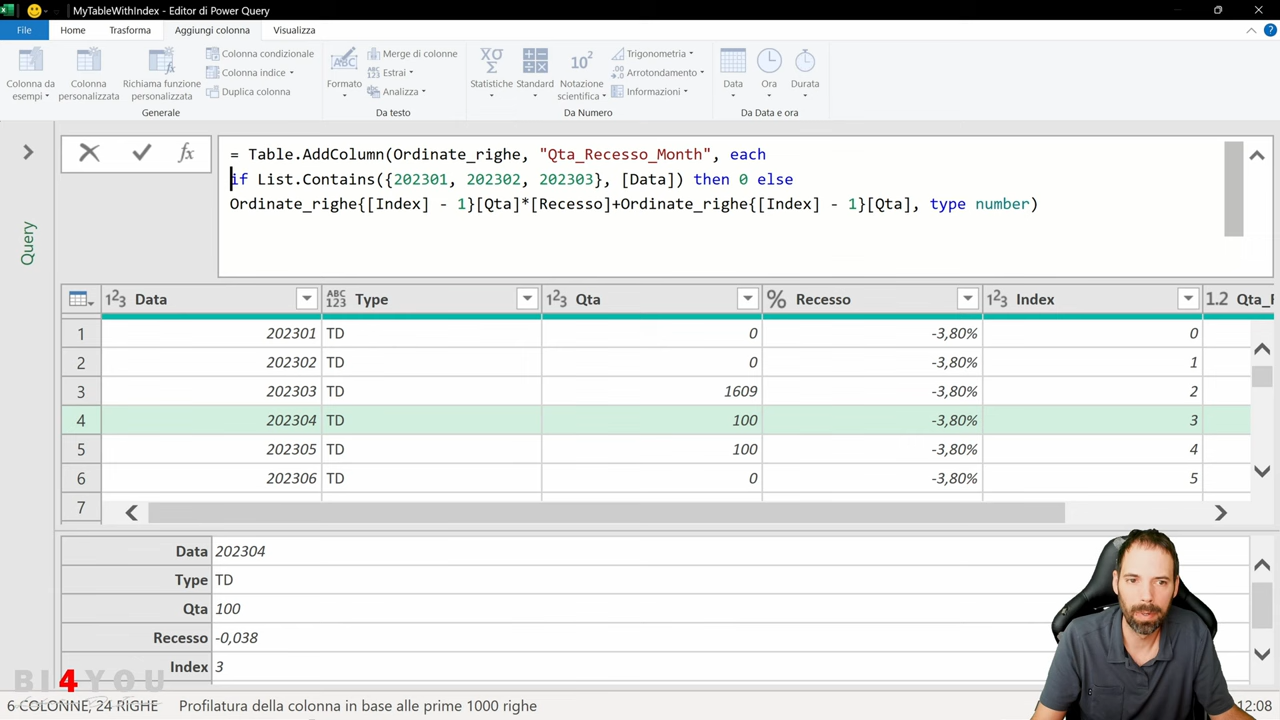 MyTableWithIndex - Editor di Power Query
File Home Trasforma Aggiungi colonna Visualizza
Colonna da esempi
Colonna personalizzata
Richiama funzione personalizzata
Colonna condizionale
Colonna indice
Duplica colonna
Generale
Formato
Merge di colonne
Estrai
Analizza
Da testo
Statistiche
Standard
Notazione scientifica
Trigonometria
Arrotondamento
Informazioni
Da Numero
Data
Ora
Durata
Da Data e ora
Query
= Table.AddColumn(Ordinate_righe, "Qta_Recesso_Month", each
if List.Contains({202301, 202302, 202303}, [Data]) then 0 else
Ordinate_righe{[Index] - 1}[Qta]*[Recesso]+Ordinate_righe{[Index] - 1}[Qta], type number)
Data Type Qta Recesso Index
1 202301 TD 0 -3,80% 0
2 202302 TD 0 -3,80% 1
3 202303 TD 1609 -3,80% 2
4 202304 TD 100 -3,80% 3
5 202305 TD 100 -3,80% 4
6 202306 TD 0 -3,80% 5
7
Data 202304
Type TD
Qta 100
Recesso -0,038
Index 3
BI4YOU
6 COLONNE, 24 RIGHE Profilatura della colonna in base alle prime 1000 righe
12:08